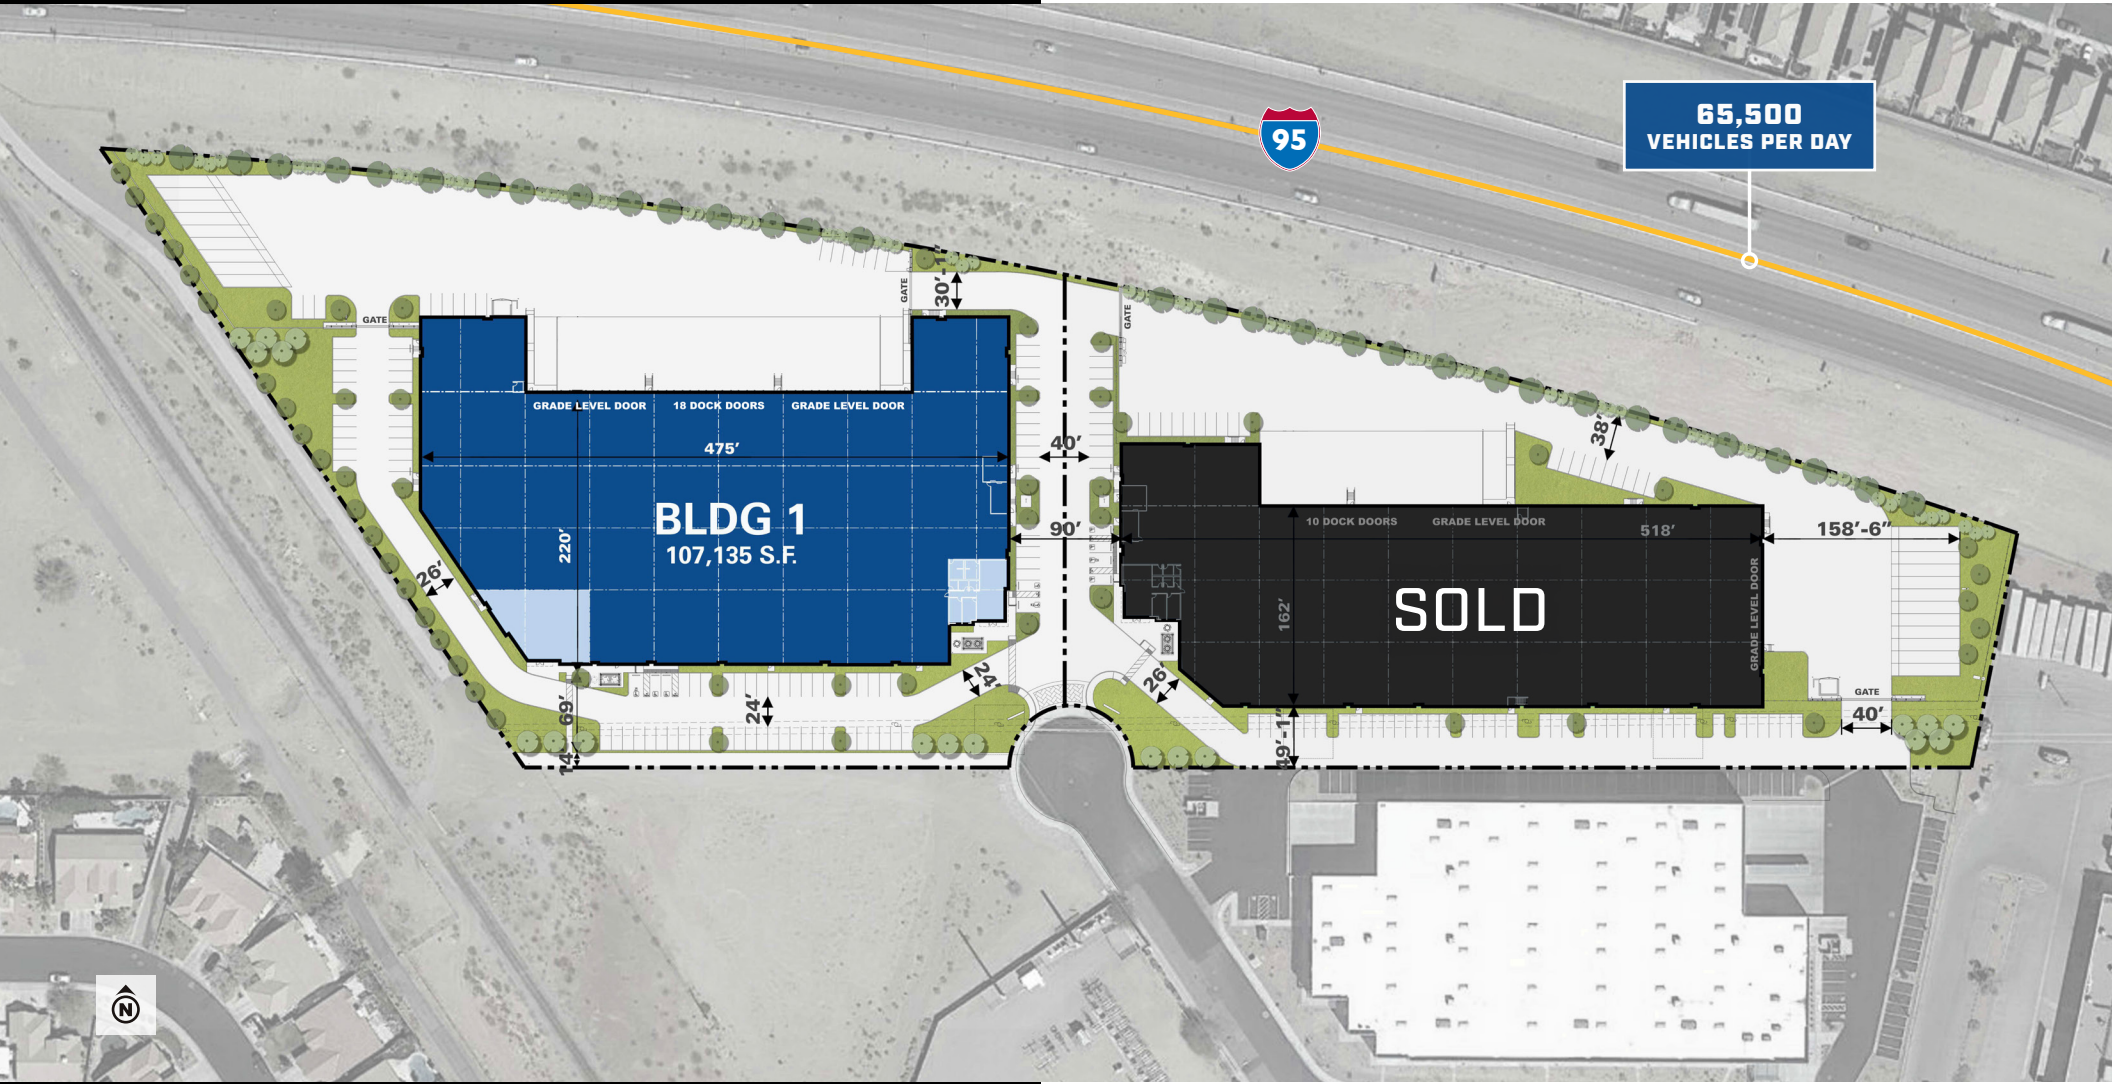 95
65,500
VEHICLES PER DAY
GATE
GATE
30'-1"
GATE
GRADE LEVEL DOOR
18 DOCK DOORS
GRADE LEVEL DOOR
475'
40'
38'
BLDG 1
107,135 S.F.
220'
90'
10 DOCK DOORS
GRADE LEVEL DOOR
518'
158'-6"
26'
162'
SOLD
GRADE LEVEL DOOR
24'
26'
69'
24'
14'
49'-1"
GATE
40'
N